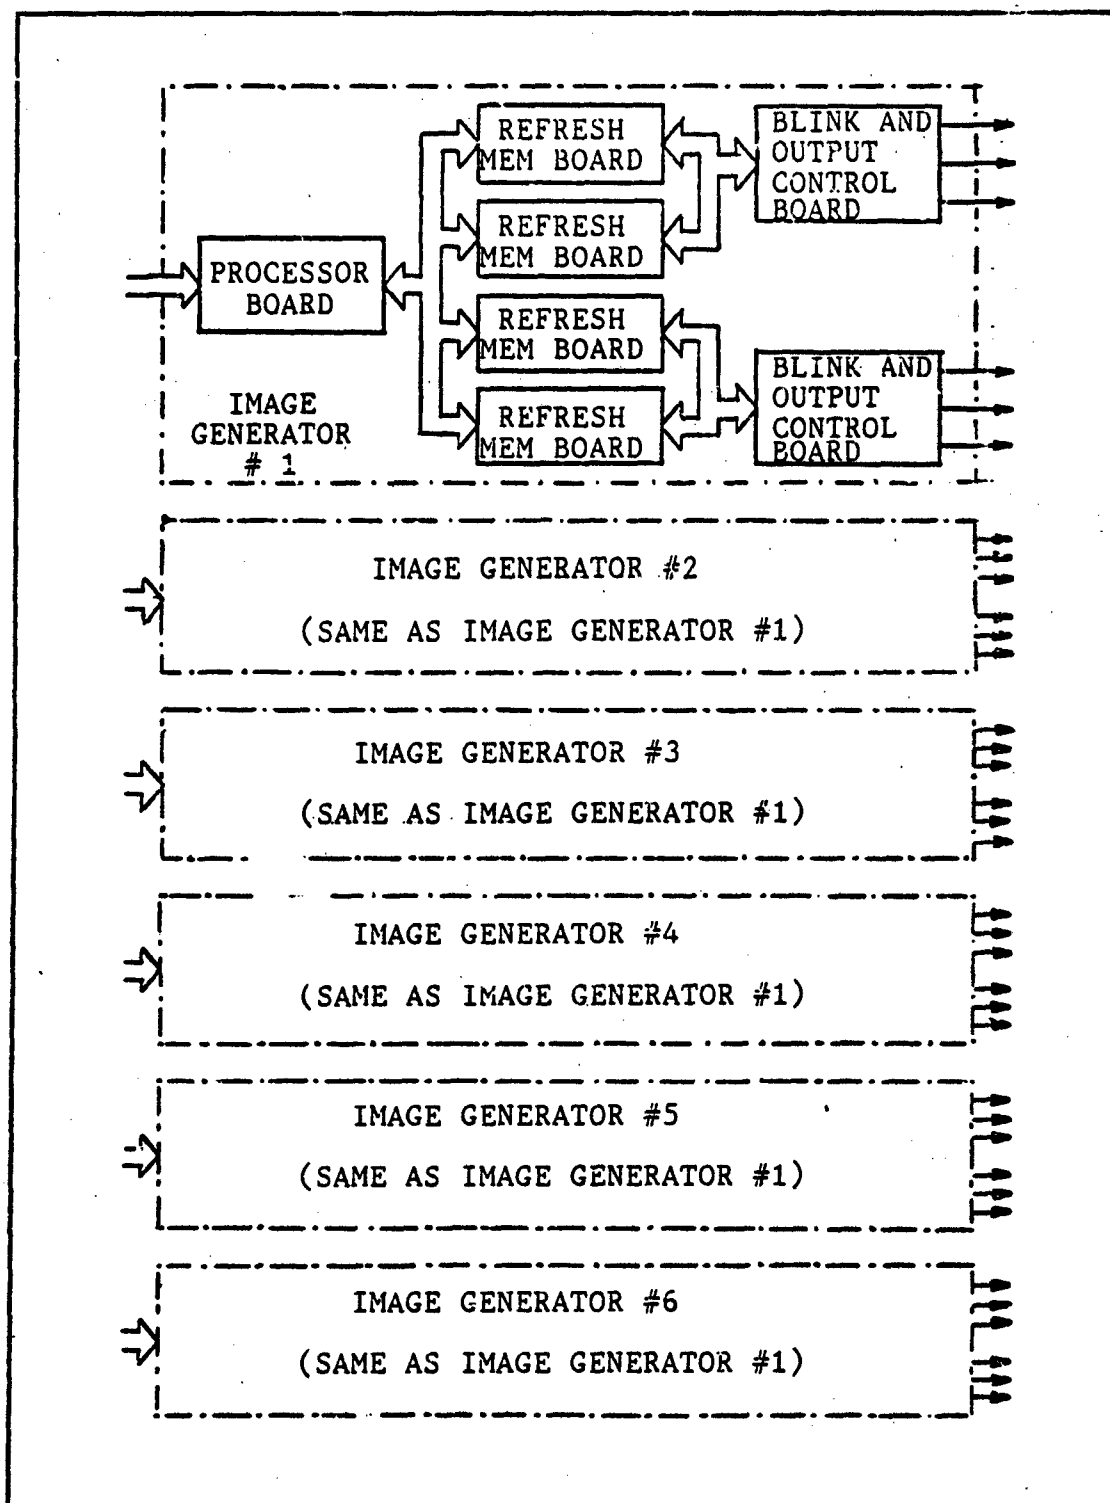 REFRESH
MEM BOARD
BLINK AND
OUTPUT
CONTROL
BOARD
REFRESH
MEM BOARD
PROCESSOR
BOARD
REFRESH
MEM BOARD
BLINK AND
OUTPUT
CONTROL
BOARD
REFRESH
MEM BOARD
IMAGE
GENERATOR
# 1
IMAGE GENERATOR #2
(SAME AS IMAGE GENERATOR #1)
IMAGE GENERATOR #3
(SAME AS IMAGE GENERATOR #1)
IMAGE GENERATOR #4
(SAME AS IMAGE GENERATOR #1)
IMAGE GENERATOR #5
(SAME AS IMAGE GENERATOR #1)
IMAGE GENERATOR #6
(SAME AS IMAGE GENERATOR #1)